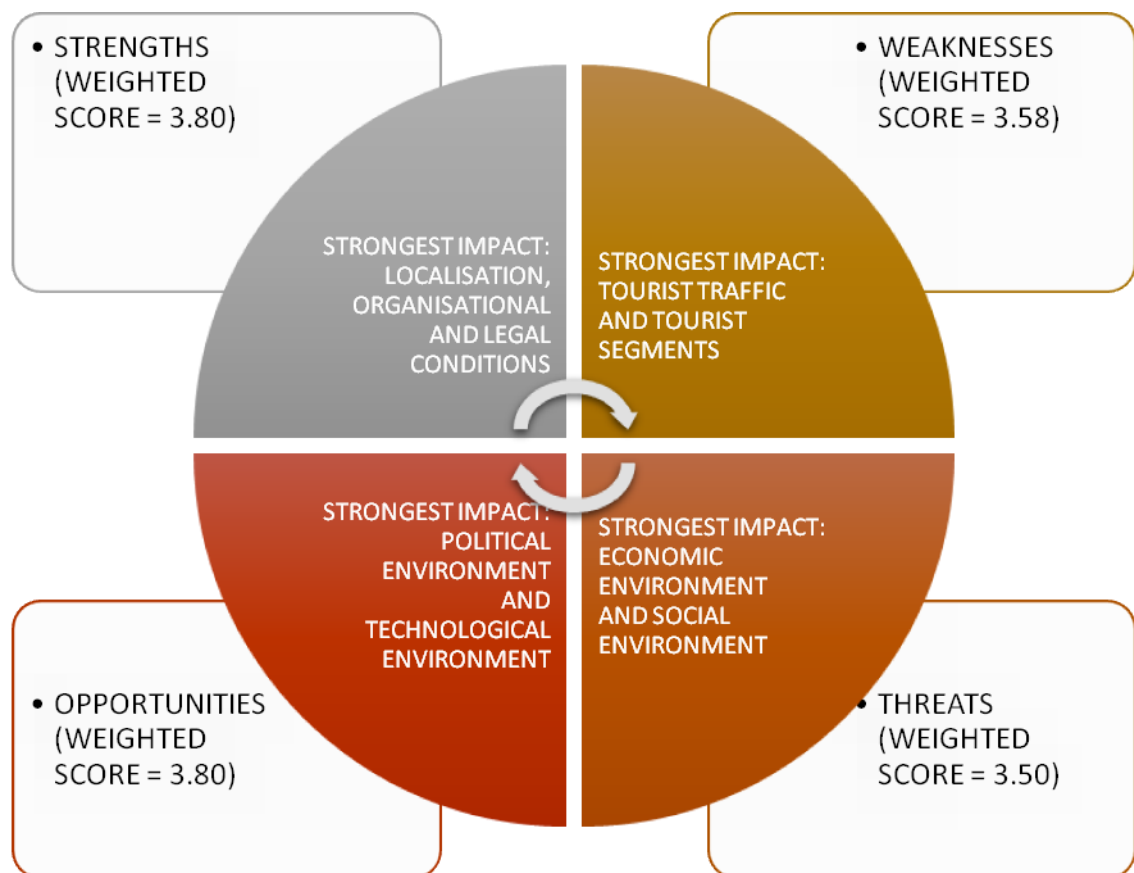 • STRENGTHS
(WEIGHTED
SCORE = 3.80)
• WEAKNESSES
(WEIGHTED
SCORE = 3.58)
STRONGEST IMPACT:
LOCALISATION,
ORGANISATIONAL
AND LEGAL
CONDITIONS
STRONGEST IMPACT:
TOURIST TRAFFIC
AND TOURIST
SEGMENTS
STRONGEST IMPACT:
POLITICAL
ENVIRONMENT
AND
TECHNOLOGICAL
ENVIRONMENT
STRONGEST IMPACT:
ECONOMIC
ENVIRONMENT
AND SOCIAL
ENVIRONMENT
• OPPORTUNITIES
(WEIGHTED
SCORE = 3.80)
• THREATS
(WEIGHTED
SCORE = 3.50)